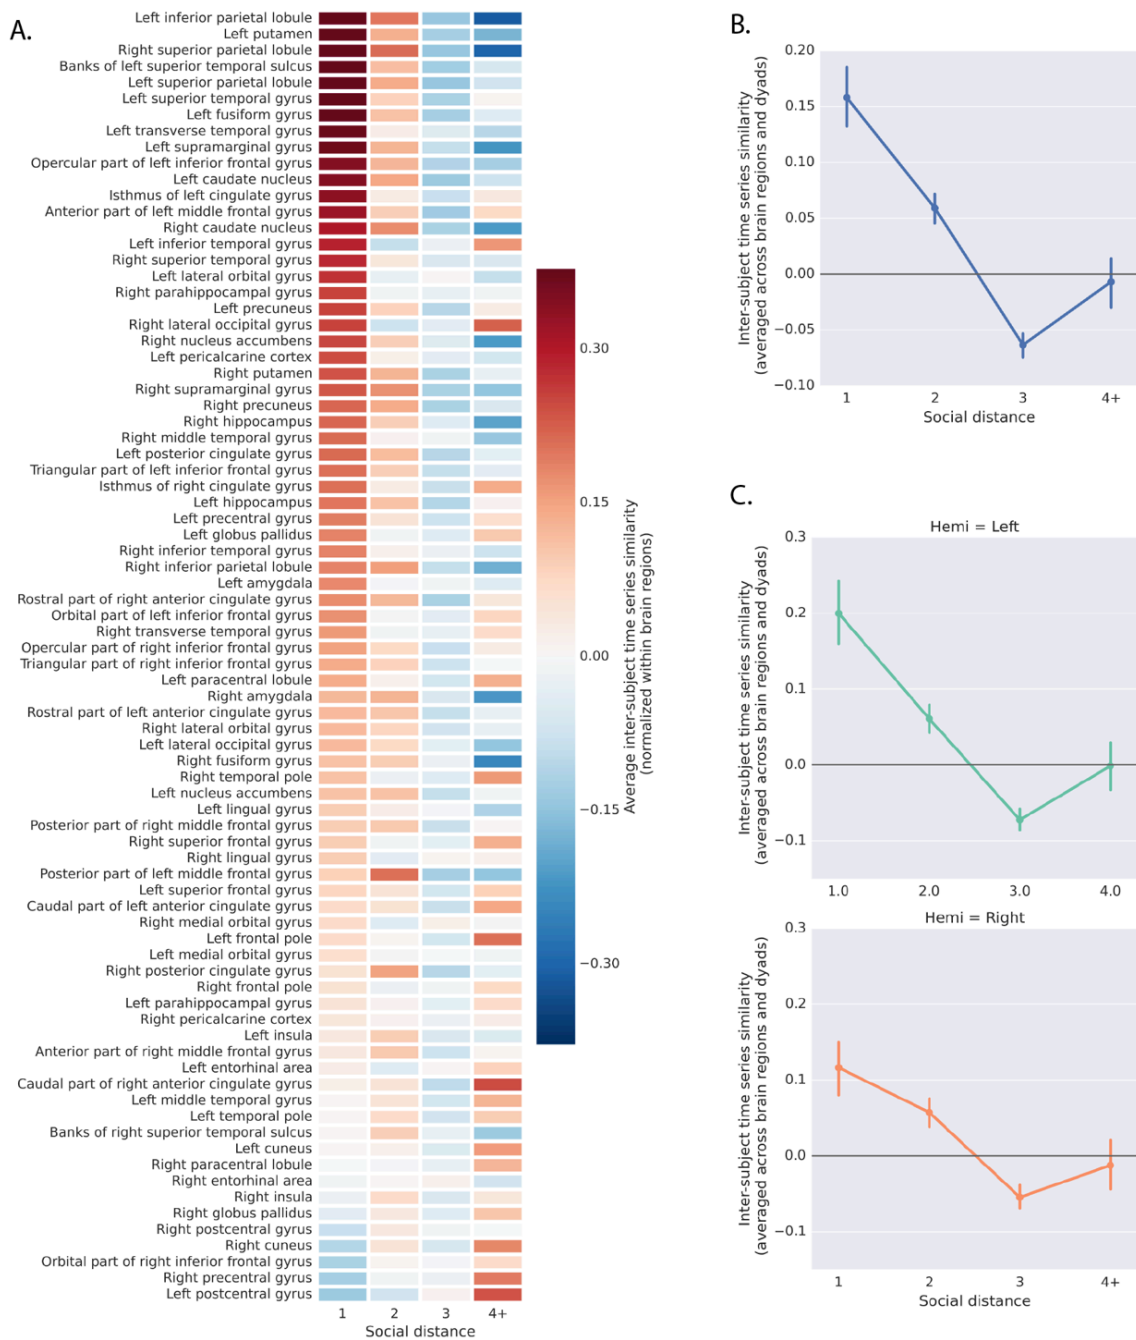 A.
Left inferior parietal lobule
Left putamen
Right superior parietal lobule
Banks of left superior temporal sulcus
Left superior parietal lobule
Left superior temporal gyrus
Left fusiform gyrus
Left transverse temporal gyrus
Left supramarginal gyrus
Opercular part of left inferior frontal gyrus
Left caudate nucleus
Isthmus of left cingulate gyrus
Anterior part of left middle frontal gyrus
Right caudate nucleus
Left inferior temporal gyrus
Right superior temporal gyrus
Left lateral orbital gyrus
Right parahippocampal gyrus
Left precuneus
Right lateral occipital gyrus
Right nucleus accumbens
Left pericalcarine cortex
Right putamen
Right supramarginal gyrus
Right precuneus
Right hippocampus
Right middle temporal gyrus
Left posterior cingulate gyrus
Triangular part of left inferior frontal gyrus
Isthmus of right cingulate gyrus
Left hippocampus
Left precentral gyrus
Left globus pallidus
Right inferior temporal gyrus
Right inferior parietal lobule
Left amygdala
Rostral part of right anterior cingulate gyrus
Orbital part of left inferior frontal gyrus
Right transverse temporal gyrus
Opercular part of right inferior frontal gyrus
Triangular part of right inferior frontal gyrus
Left paracentral lobule
Right amygdala
Rostral part of left anterior cingulate gyrus
Right lateral orbital gyrus
Left lateral occipital gyrus
Right fusiform gyrus
Right temporal pole
Left nucleus accumbens
Left lingual gyrus
Posterior part of right middle frontal gyrus
Right superior frontal gyrus
Right lingual gyrus
Posterior part of left middle frontal gyrus
Left superior frontal gyrus
Caudal part of left anterior cingulate gyrus
Right medial orbital gyrus
Left frontal pole
Left medial orbital gyrus
Right posterior cingulate gyrus
Right frontal pole
Left parahippocampal gyrus
Right pericalcarine cortex
Left insula
Anterior part of right middle frontal gyrus
Left entorhinal area
Caudal part of right anterior cingulate gyrus
Left middle temporal gyrus
Left temporal pole
Banks of right superior temporal sulcus
Left cuneus
Right paracentral lobule
Right entorhinal area
Right insula
Right globus pallidus
Right postcentral gyrus
Right cuneus
Orbital part of right inferior frontal gyrus
Right precentral gyrus
Left postcentral gyrus
1 2 3 4+
Social distance
0.30
0.15
0.00
−0.15
−0.30
Average inter-subject time series similarity
(normalized within brain regions)
B.
Inter-subject time series similarity
(averaged across brain regions and dyads)
0.20
0.15
0.10
0.05
0.00
−0.05
−0.10
1 2 3 4+
Social distance
C.
Hemi = Left
Inter-subject time series similarity
(averaged across brain regions and dyads)
0.3
0.2
0.1
0.0
−0.1
1.0 2.0 3.0 4.0
Hemi = Right
Inter-subject time series similarity
(averaged across brain regions and dyads)
0.3
0.2
0.1
0.0
−0.1
1 2 3 4+
Social distance